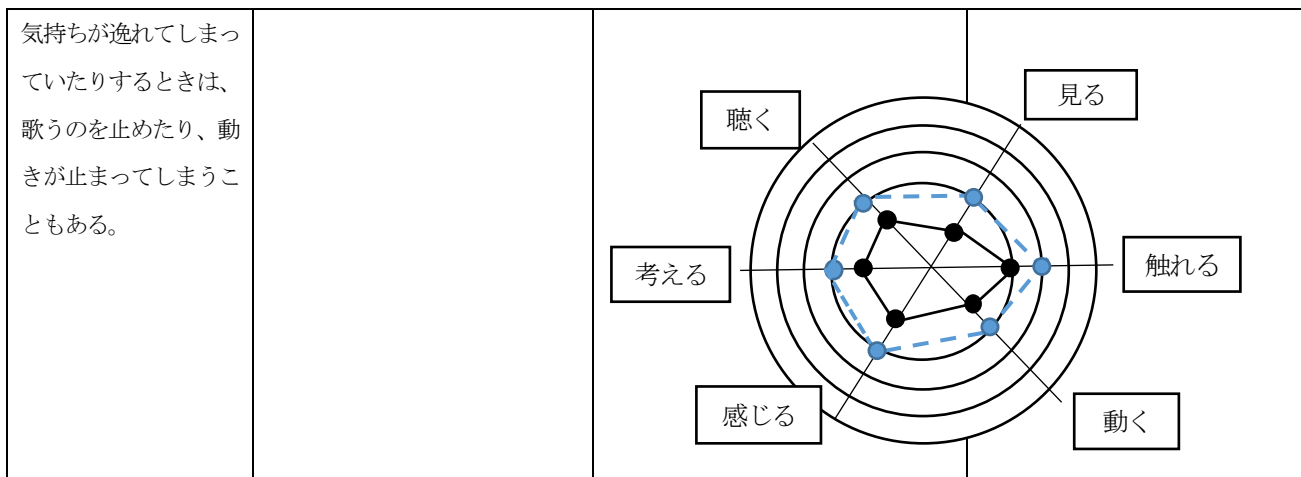 気持ちが逸れてしまっ
ていたりするときは、
歌うのを止めたり、動
きが止まってしまうこ
ともある。
見る
聴く
触れる
考える
感じる
動く